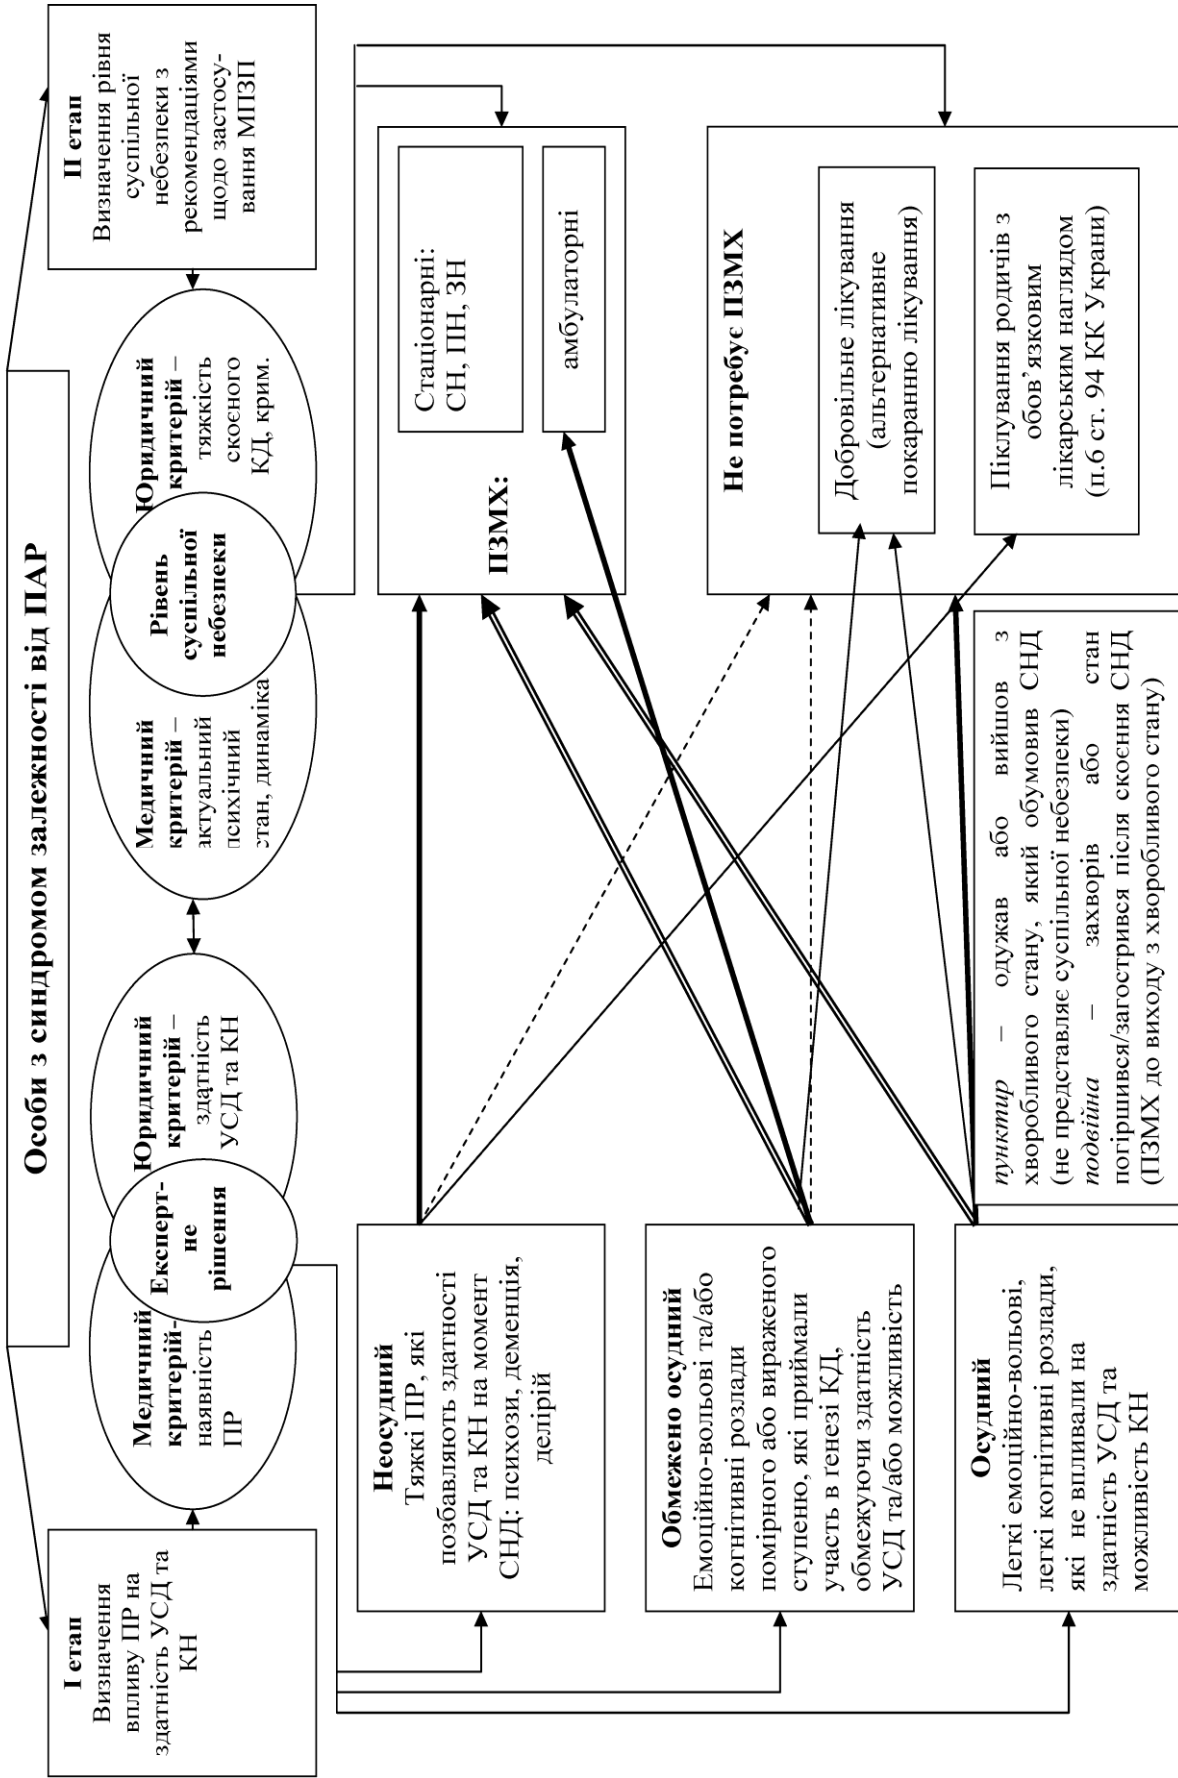 Особи з синдромом залежності від ПАР
І етап
Визначення
впливу ПР на
здатність УСД та
КН
Медичний
критерій-
наявність
ПР
Експерт-
не
рішення
Юридичний
критерій –
здатність
УСД та КН
Медичний
критерій –
актуальний
психічний
стан, динаміка
Рівень
суспільної
небезпеки
Юридичний
критерій –
тяжкість
скоєного
КД, крим.
ІІ етап
Визначення рівня
суспільної
небезпеки з
рекомендаціями
щодо застосу-
вання МПЗП
Неосудний
Тяжкі ПР, які
позбавляють здатності
УСД та КН на момент
СНД: психози, деменція,
делірій
Обмежено осудний
Емоційно-вольові та/або
когнітивні розлади
помірного або вираженого
ступеню, які приймали
участь в ґенезі КД,
обмежуючи здатність
УСД та/або можливість
Осудний
Легкі емоційно-вольові,
легкі когнітивні розлади,
які не впливали на
здатність УСД та
можливість КН
ПЗМХ:
Стаціонарні:
СН, ПН, ЗН
амбулаторні
Не потребує ПЗМХ
Добровільне лікування
(альтернативне
покаранню лікування)
Піклування родичів з
обов’язковим
лікарським наглядом
(п.6 ст. 94 КК Украни)
пунктир – одужав або вийшов з
хворобливого стану, який обумовив СНД
(не представляє суспільної небезпеки)
подвійна – захворів або стан
погіршився/загострився після скоєння СНД
(ПЗМХ до виходу з хворобливого стану)